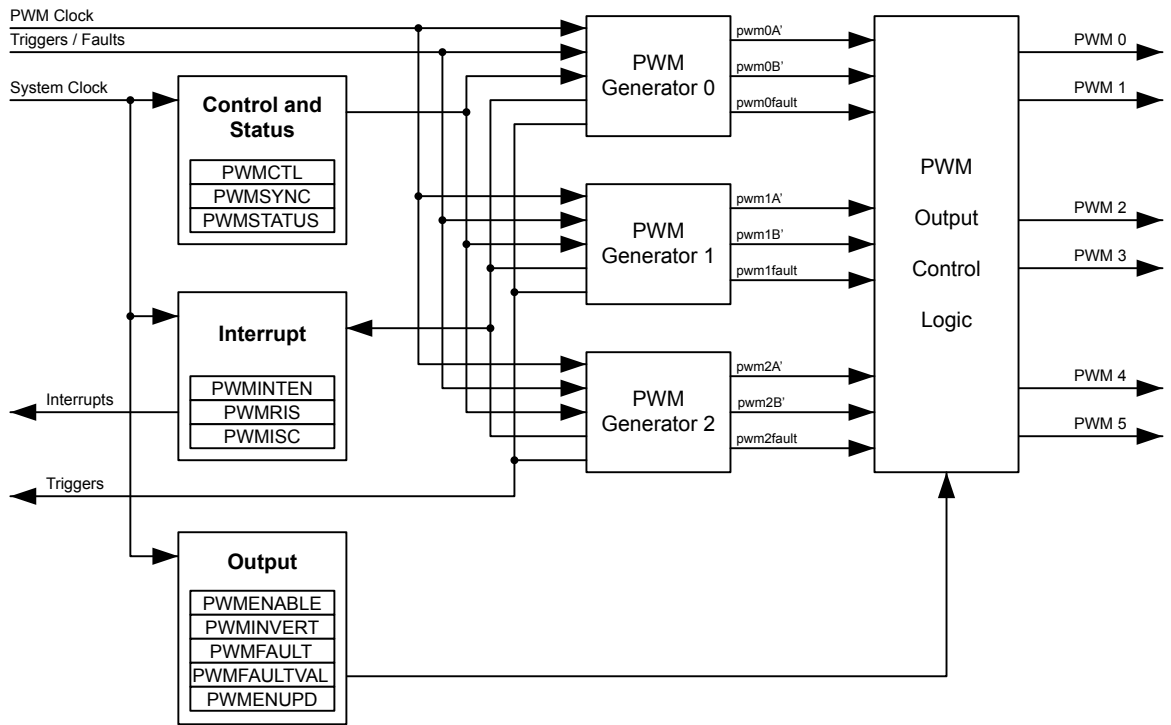 PWM Clock
Triggers / Faults
System Clock
Control and
Status
PWMCTL
PWMSYNC
PWMSTATUS
Interrupt
PWMINTEN
PWMRIS
PWMISC
Interrupts
Triggers
Output
PWMENABLE
PWMINVERT
PWMFAULT
PWMFAULTVAL
PWMENUPD
PWM
Generator 0
pwm0A'
pwm0B'
pwm0fault
PWM
Generator 1
pwm1A'
pwm1B'
pwm1fault
PWM
Generator 2
pwm2A'
pwm2B'
pwm2fault
PWM
Output
Control
Logic
PWM 0
PWM 1
PWM 2
PWM 3
PWM 4
PWM 5